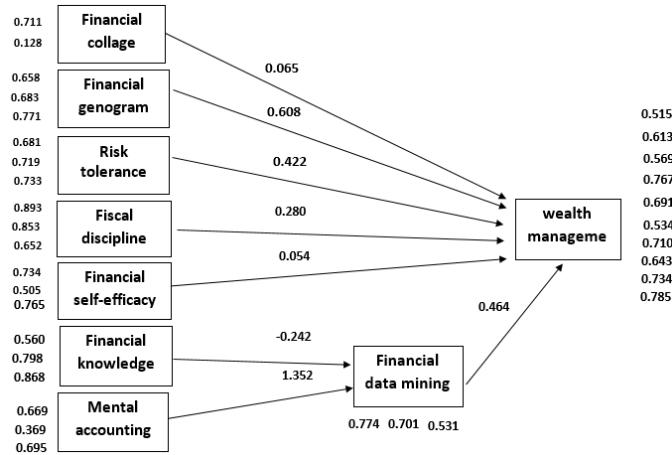 0.711
0.128
Financial
collage
0.065
0.658
0.683
0.771
Financial
genogram
0.608
0.681
0.719
0.733
Risk
tolerance
0.422
0.893
0.853
0.652
Fiscal
discipline
0.280
0.734
0.505
0.765
Financial
self-efficacy
0.054
0.560
0.798
0.868
Financial
knowledge
-0.242
0.669
0.369
0.695
Mental
accounting
1.352
Financial
data mining
0.774 0.701 0.531
0.464
wealth
manageme
0.515
0.613
0.569
0.767
0.691
0.534
0.710
0.643
0.734
0.785